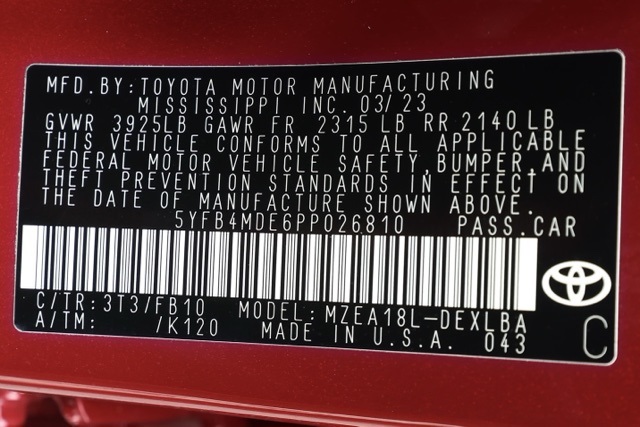 MFD. BY: TOYOTA MOTOR MANUFACTURING
MISSISSIPPI INC. 03/23
GVWR 3925LB GAWR FR 2315 LB RR 2140 LB
THIS VEHICLE CONFORMS TO ALL APPLICABLE
FEDERAL MOTOR VEHICLE SAFETY, BUMPER, AND
THEFT PREVENTION STANDARDS IN EFFECT ON
THE DATE OF MANUFACTURE SHOWN ABOVE.
5YFB4MDE6PP026810 PASS. CAR
C/TR: 3T3/FB10 MODEL: MZEA18L-DEXLBA
A/TM: /K120 MADE IN U.S.A. 043 C